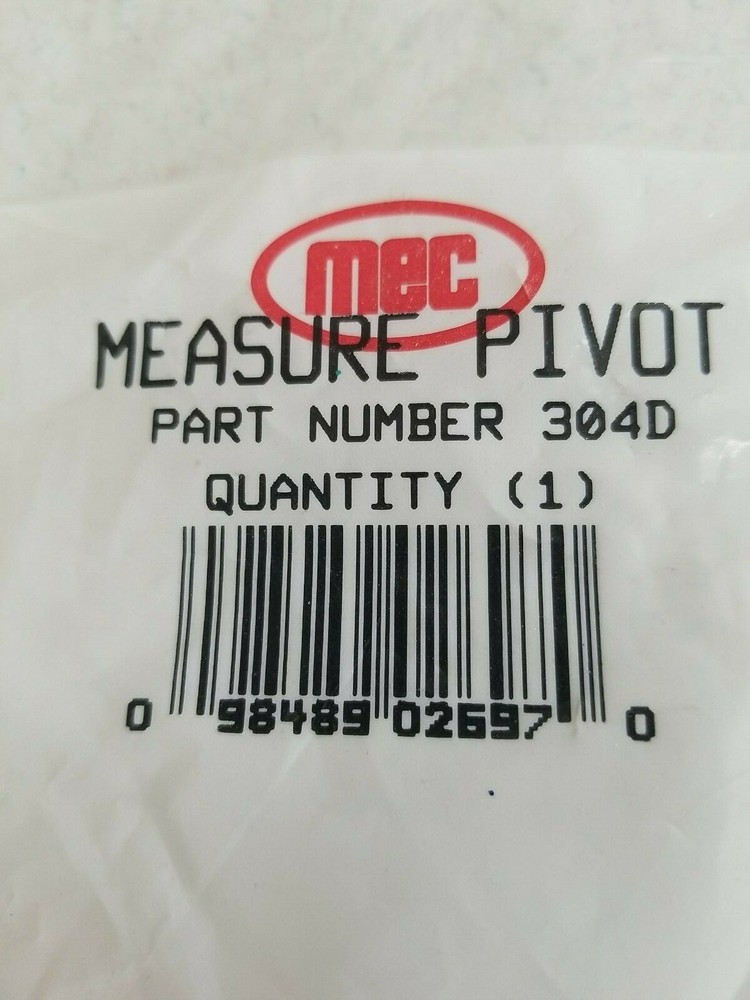 mec
MEASURE PIVOT
PART NUMBER 304D
QUANTITY (1)
0 98489 02697 0